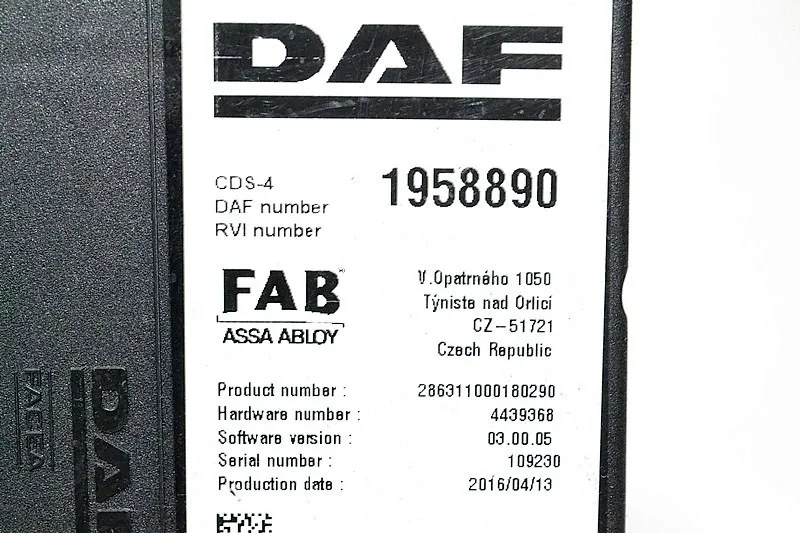 DAF
CDS-4 1958890
DAF number
RVI number
FAB®
ASSA ABLOY
V.Opatrného 1050
Týniste nad Orlicí
CZ-51721
Czech Republic
Product number : 286311000180290
Hardware number : 4439368
Software version : 03.00.05
Serial number : 109230
Production date : 2016/04/13
DAF